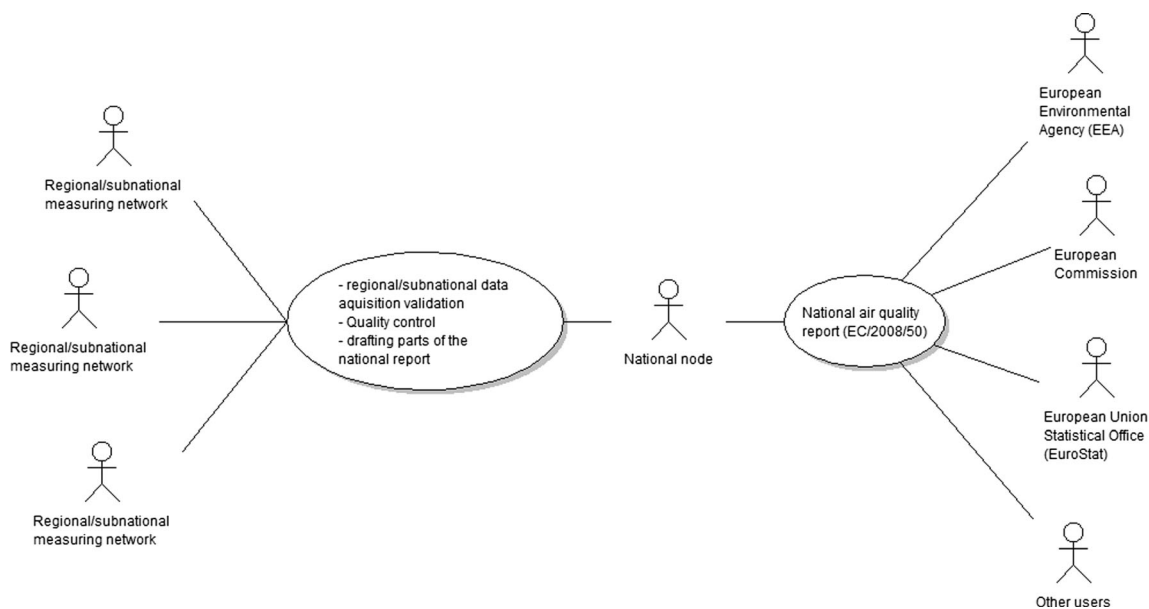 European
Environmental
Agency (EEA)
Regional/subnational
measuring network
European
Commission
- regional/subnational data
aquisition validation
- Quality control
- drafting parts of the
national report
National air quality
report (EC/2008/50)
Regional/subnational
measuring network
National node
European Union
Statistical Office
(EuroStat)
Regional/subnational
measuring network
Other users